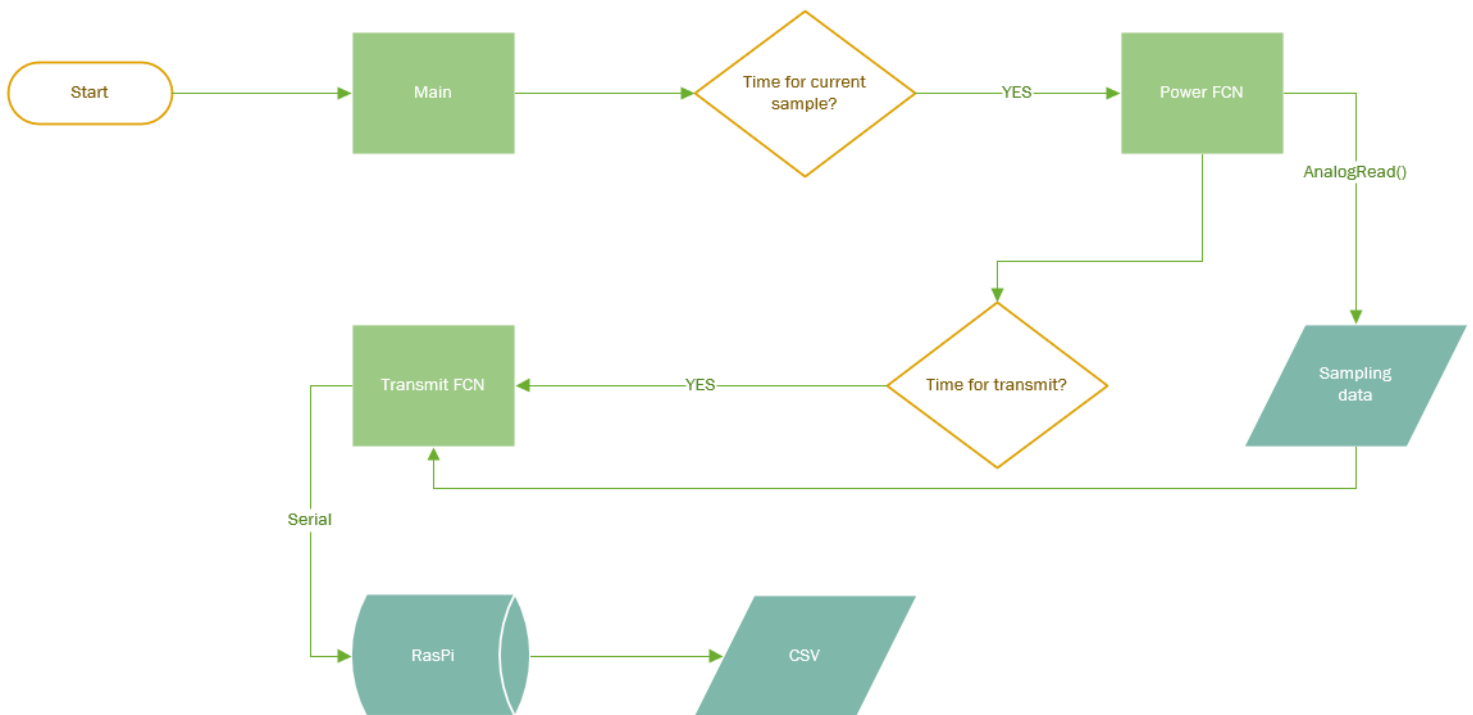 Start
Main
Time for current
sample?
YES
Power FCN
AnalogRead()
Transmit FCN
YES
Time for transmit?
Sampling
data
Serial
RasPi
CSV